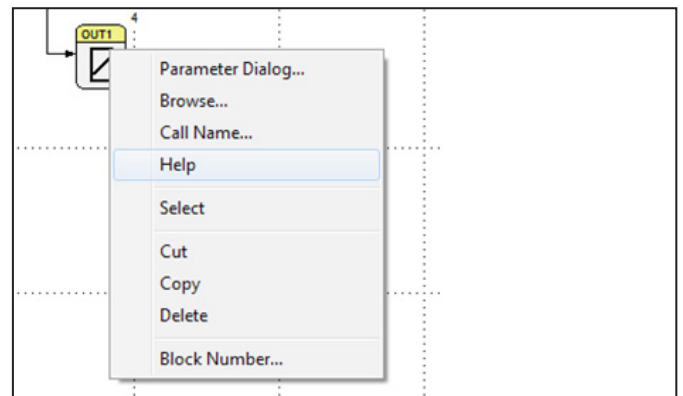 4
OUT1
Parameter Dialog...
Browse...
Call Name...
Help
Select
Cut
Copy
Delete
Block Number...